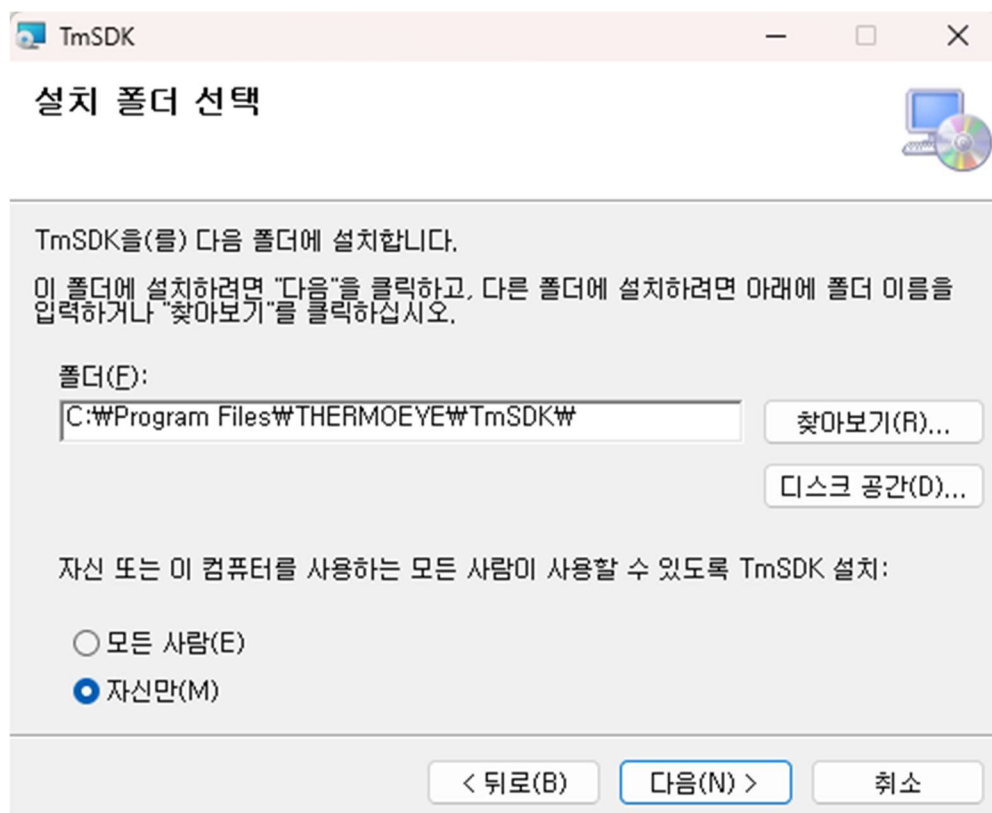 TmSDK
설치 폴더 선택
TmSDK을(를) 다음 폴더에 설치합니다.
이 폴더에 설치하려면 "다음"을 클릭하고, 다른 폴더에 설치하려면 아래에 폴더 이름을
입력하거나 "찾아보기"를 클릭하십시오.
폴더(F):
C:₩Program Files₩THERMOEYE₩TmSDK₩
찾아보기(R)...
디스크 공간(D)...
자신 또는 이 컴퓨터를 사용하는 모든 사람이 사용할 수 있도록 TmSDK 설치:
모든 사람(E)
자신만(M)
< 뒤로(B) 다음(N) > 취소